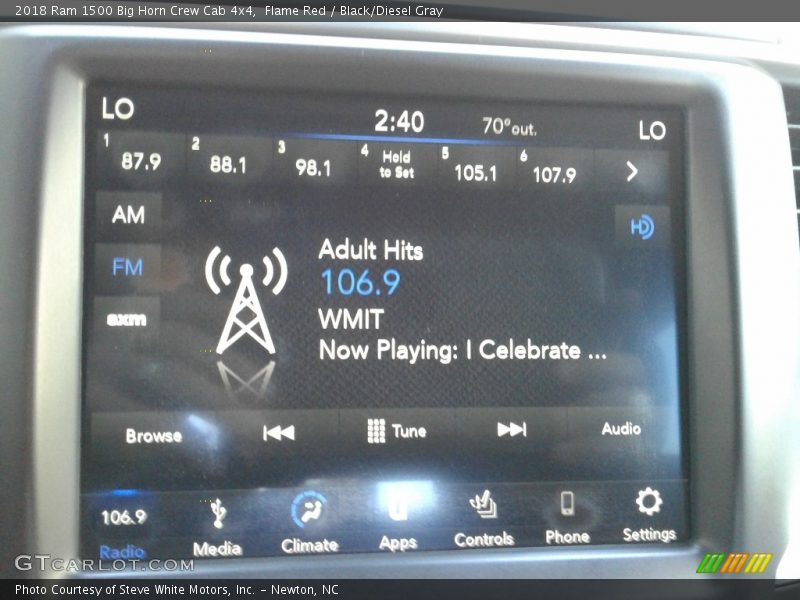 2018 Ram 1500 Big Horn Crew Cab 4x4, Flame Red / Black/Diesel Gray
LO 2:40 70°out. LO
1 87.9 2 88.1 3 98.1 4 Hold to Set 5 105.1 6 107.9 >
AM
HD
FM
sxm
Adult Hits
106.9
WMIT
Now Playing: I Celebrate ...
Browse Tune Audio
106.9
Radio Media Climate Apps Controls Phone Settings
GTCARLOT.COM
Photo Courtesy of Steve White Motors, Inc. – Newton, NC